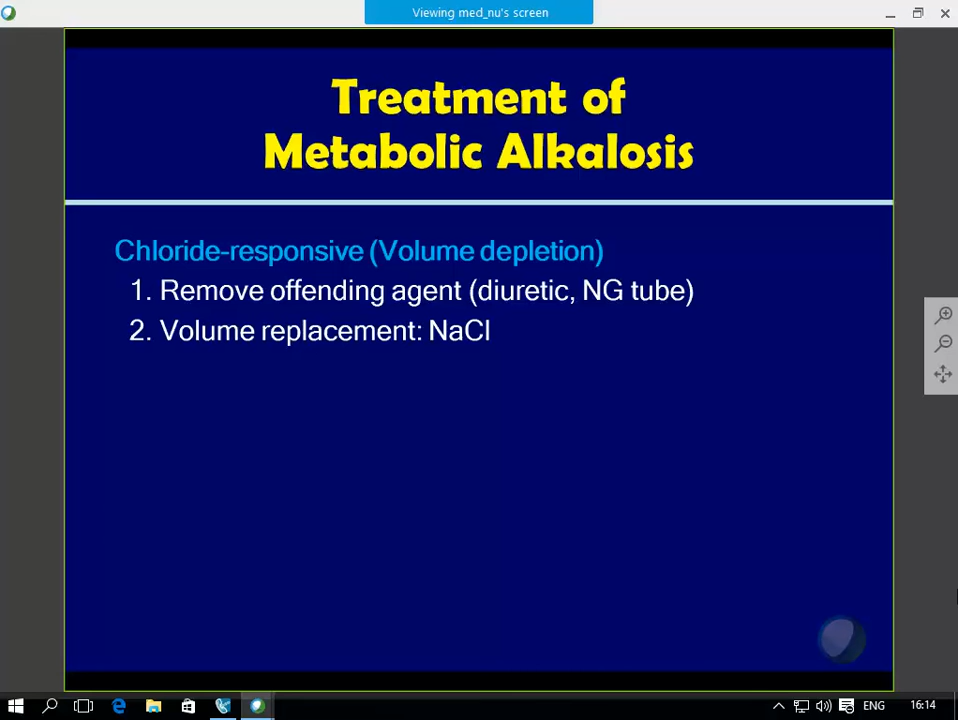 Viewing med_nu's screen
Treatment of
Metabolic Alkalosis
Chloride-responsive (Volume depletion)
1. Remove offending agent (diuretic, NG tube)
2. Volume replacement: NaCl
ENG
16:14